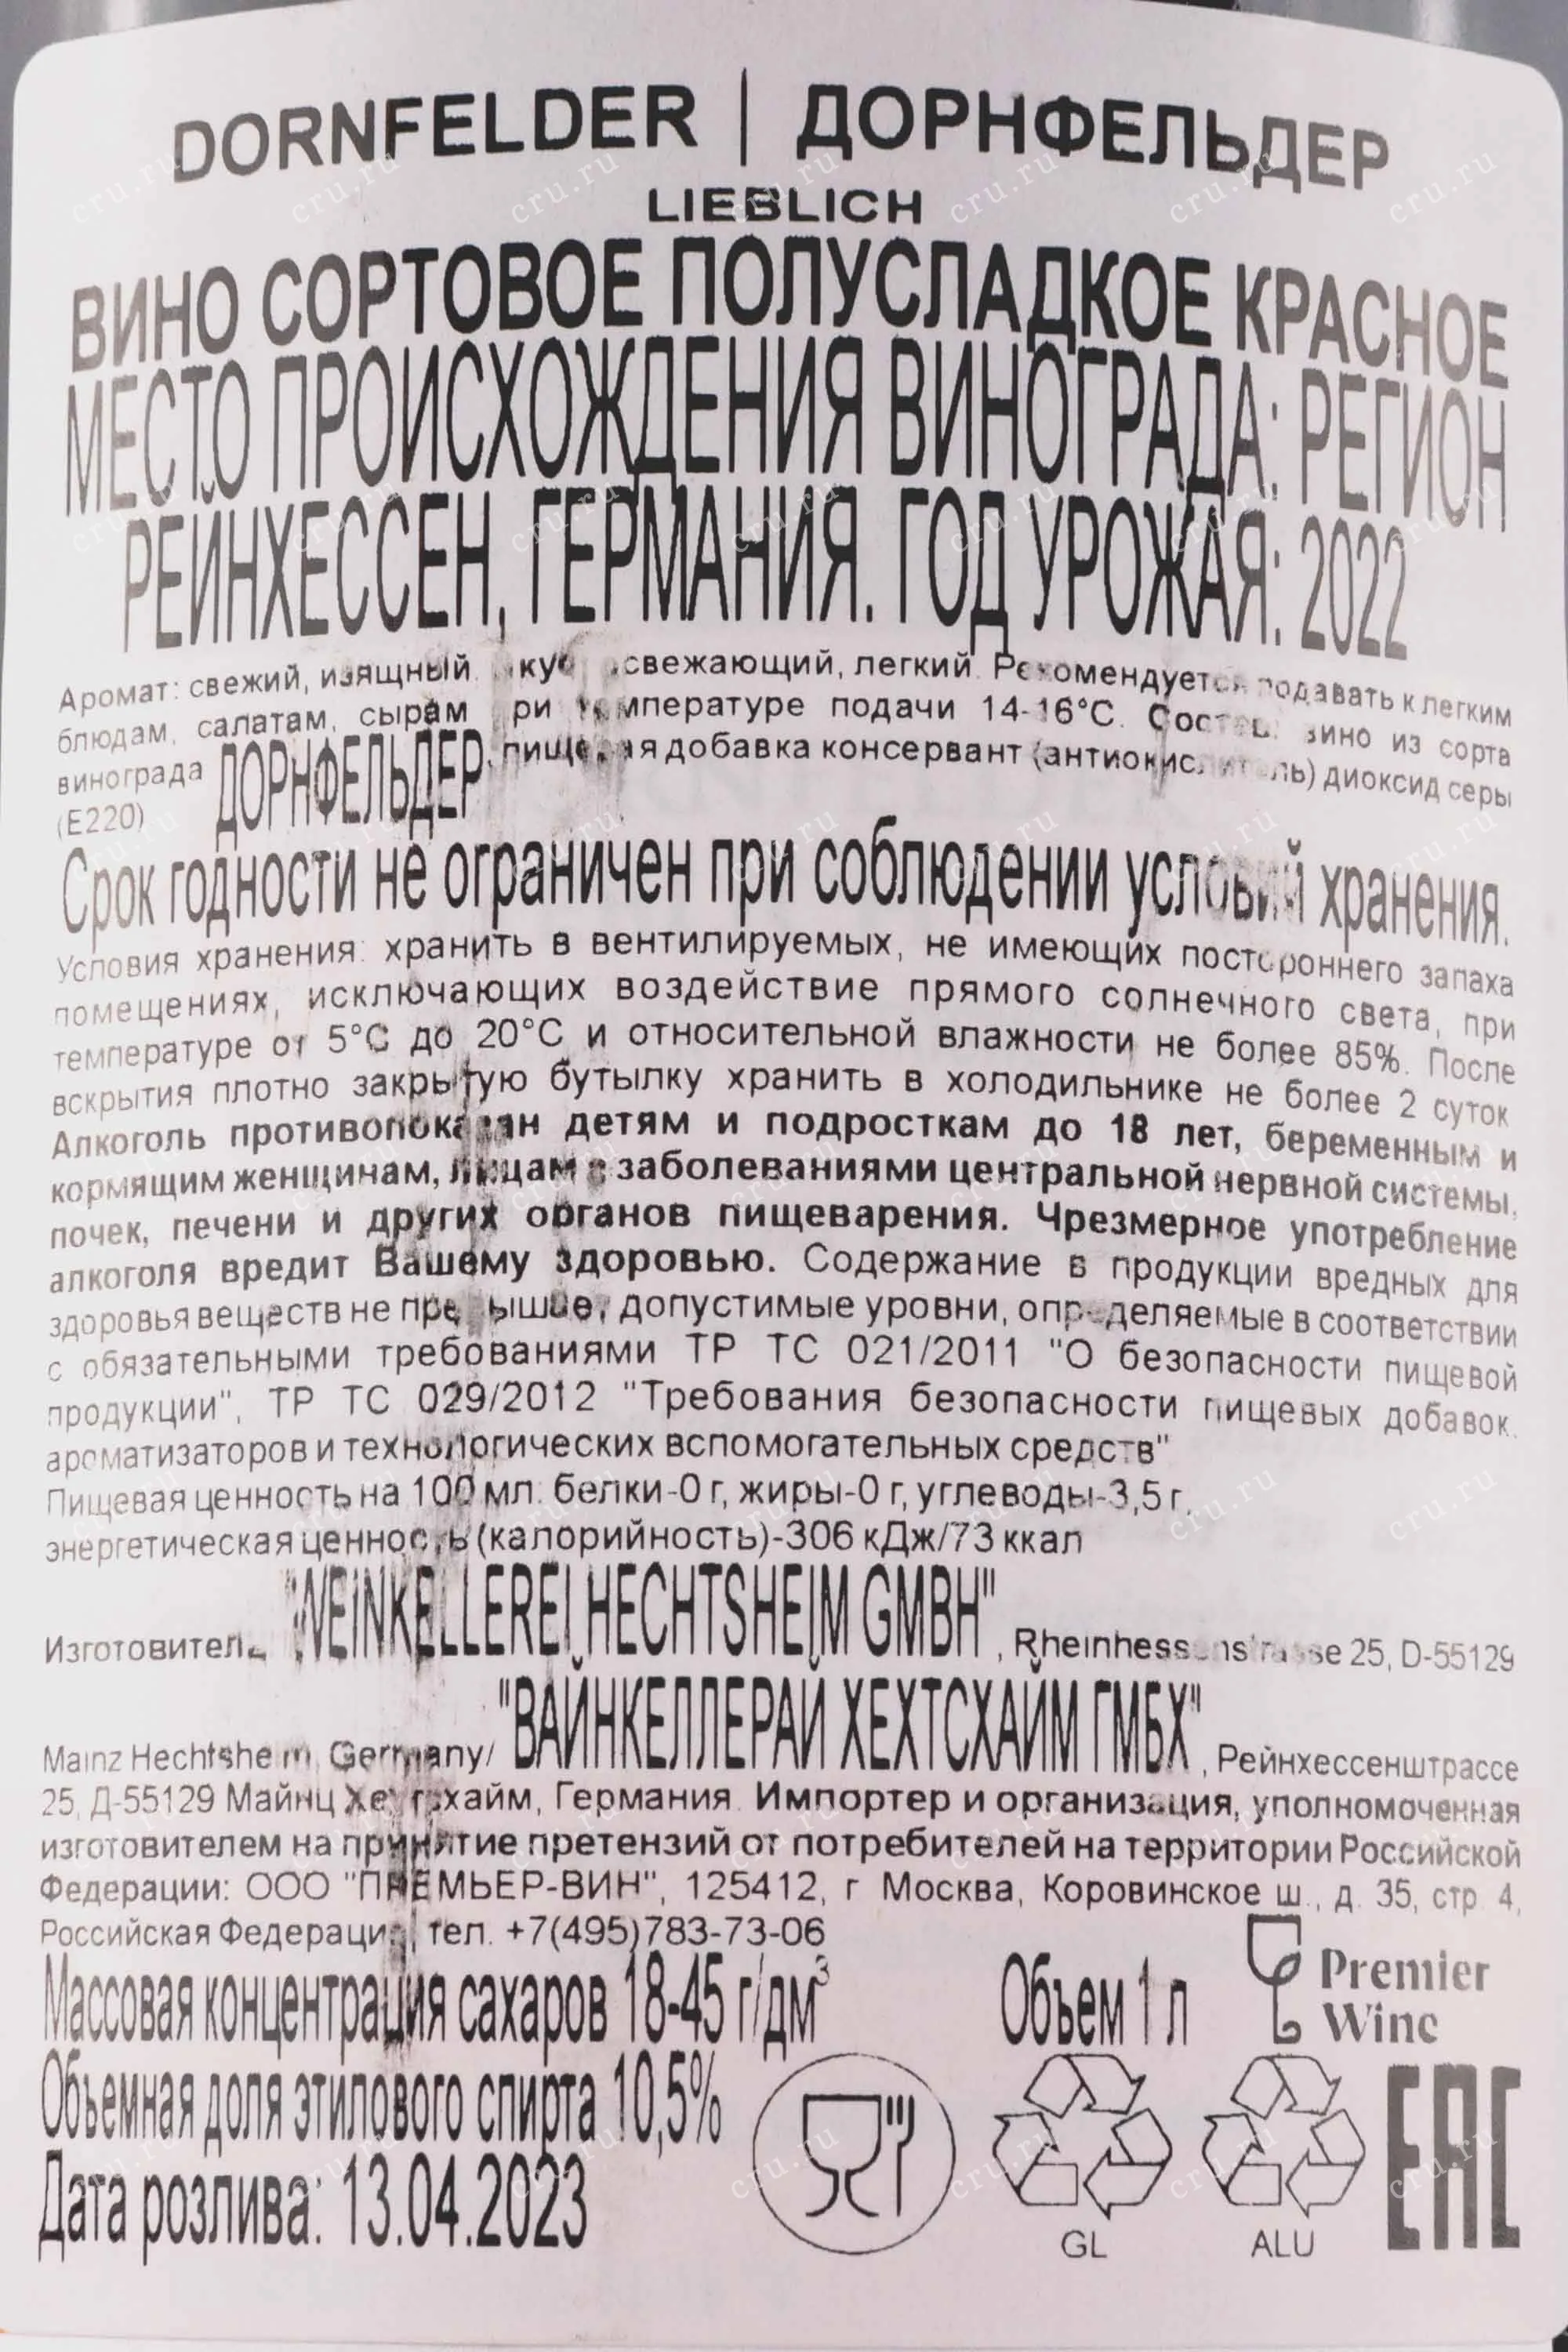 DORNFELDER | ДОРНФЕЛЬДЕР
LIEBLICH
ВИНО СОРТОВОЕ ПОЛУСЛАДКОЕ КРАСНОЕ
МЕСТО ПРОИСХОЖДЕНИЯ ВИНОГРАДА: РЕГИОН
РЕЙНХЕССЕН, ГЕРМАНИЯ. ГОД УРОЖАЯ: 2022
Аромат: свежий, изящный. свежающий, легкий. Рекомендуется подавать к легким
блюдам, салатам, сырам при температуре подачи 14-16°C. Состав: вино из сорта
винограда ДОРНФЕЛЬДЕР, пищевая добавка консервант (антиокислитель) диоксид серы
(E220)
Срок годности не ограничен при соблюдении условий хранения.
Условия хранения: хранить в вентилируемых, не имеющих постороннего запаха
помещениях, исключающих воздействие прямого солнечного света, при
температуре от 5°C до 20°C и относительной влажности не более 85%. После
вскрытия плотно закрытую бутылку хранить в холодильнике не более 2 суток
Алкоголь противопоказан детям и подросткам до 18 лет, беременным и
кормящим женщинам, лицам с заболеваниями центральной нервной системы,
почек, печени и других органов пищеварения. Чрезмерное употребление
алкоголя вредит Вашему здоровью. Содержание в продукции вредных для
здоровья веществ не превышает допустимые уровни, определяемые в соответствии
с обязательными требованиями ТР ТС 021/2011 "О безопасности пищевой
продукции", ТР ТС 029/2012 "Требования безопасности пищевых добавок,
ароматизаторов и технологических вспомогательных средств"
Пищевая ценность на 100 мл: белки-0 г, жиры-0 г, углеводы-3,5 г,
энергетическая ценность (калорийность)-306 кДж/73 ккал
Изготовитель "WEINKELLEREI HECHTSHEIM GMBH", Rheinhessenstrasse 25, D-55129
Mainz Hechtsheim, Germany/ "ВАЙНКЕЛЛЕРАЙ ХЕХТСХАЙМ ГМБХ", Рейнхессенштрассе
25, Д-55129 Майнц Хехтсхайм, Германия. Импортер и организация, уполномоченная
изготовителем на принятие претензий от потребителей на территории Российской
Федерации: ООО "ПРЕМЬЕР-ВИН", 125412, г Москва, Коровинское ш., д. 35, стр. 4,
Российская Федерация, тел. +7(495)783-73-06
Массовая концентрация сахаров 18-45 г/дм³ Объем 1 л
Premier
Wine
Объемная доля этилового спирта 10,5%
Дата розлива: 13.04.2023
GL ALU EAC